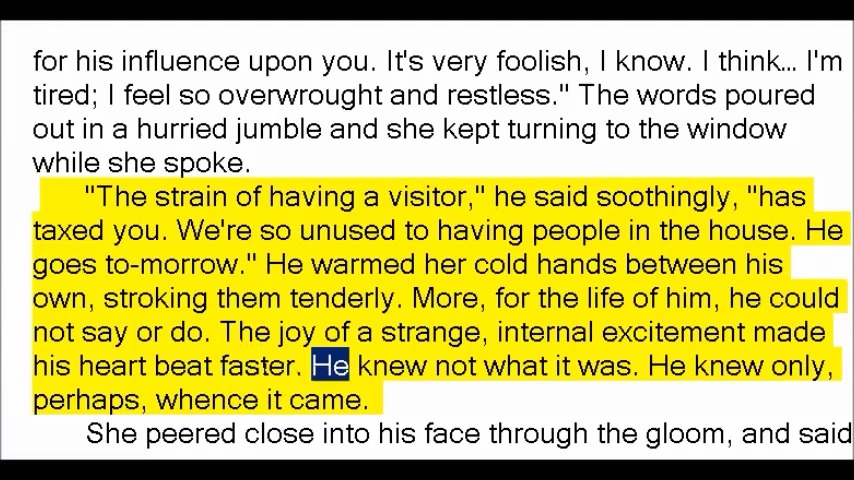 for his influence upon you. It's very foolish, I know. I think... I'm
tired; I feel so overwrought and restless." The words poured
out in a hurried jumble and she kept turning to the window
while she spoke.
"The strain of having a visitor," he said soothingly, "has
taxed you. We're so unused to having people in the house. He
goes to-morrow." He warmed her cold hands between his
own, stroking them tenderly. More, for the life of him, he could
not say or do. The joy of a strange, internal excitement made
his heart beat faster. He knew not what it was. He knew only,
perhaps, whence it came.
She peered close into his face through the gloom, and said